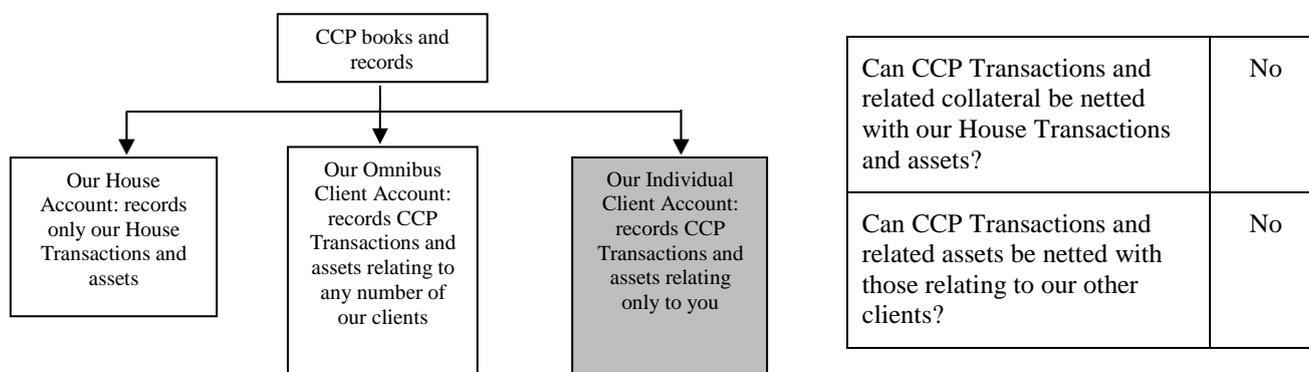 CCP books and
records
Our House
Account: records
only our House
Transactions and
assets
Our Omnibus
Client Account:
records CCP
Transactions and
assets relating to
any number of
our clients
Our Individual
Client Account:
records CCP
Transactions and
assets relating
only to you
Can CCP Transactions and
related collateral be netted
with our House Transactions
and assets?
No
Can CCP Transactions and
related assets be netted with
those relating to our other
clients?
No